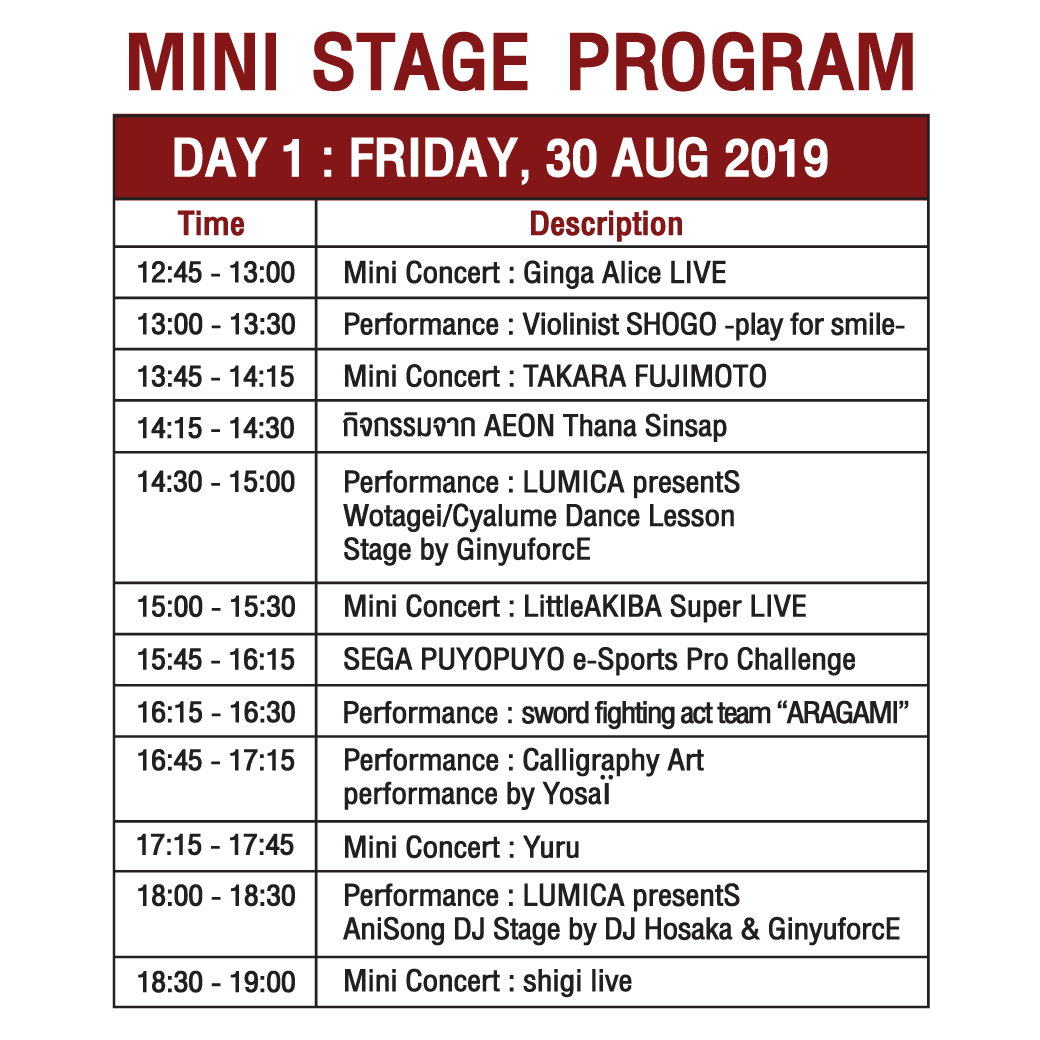 MINI STAGE PROGRAM
DAY 1 : FRIDAY, 30 AUG 2019
Time Description
12:45 - 13:00 Mini Concert : Ginga Alice LIVE
13:00 - 13:30 Performance : Violinist SHOGO -play for smile-
13:45 - 14:15 Mini Concert : TAKARA FUJIMOTO
14:15 - 14:30 กิจกรรมจาก AEON Thana Sinsap
14:30 - 15:00 Performance : LUMICA presentS
Wotagei/Cyalume Dance Lesson
Stage by GinyuforcE
15:00 - 15:30 Mini Concert : LittleAKIBA Super LIVE
15:45 - 16:15 SEGA PUYOPUYO e-Sports Pro Challenge
16:15 - 16:30 Performance : sword fighting act team “ARAGAMI”
16:45 - 17:15 Performance : Calligraphy Art
performance by YosaÏ
17:15 - 17:45 Mini Concert : Yuru
18:00 - 18:30 Performance : LUMICA presentS
AniSong DJ Stage by DJ Hosaka & GinyuforcE
18:30 - 19:00 Mini Concert : shigi live